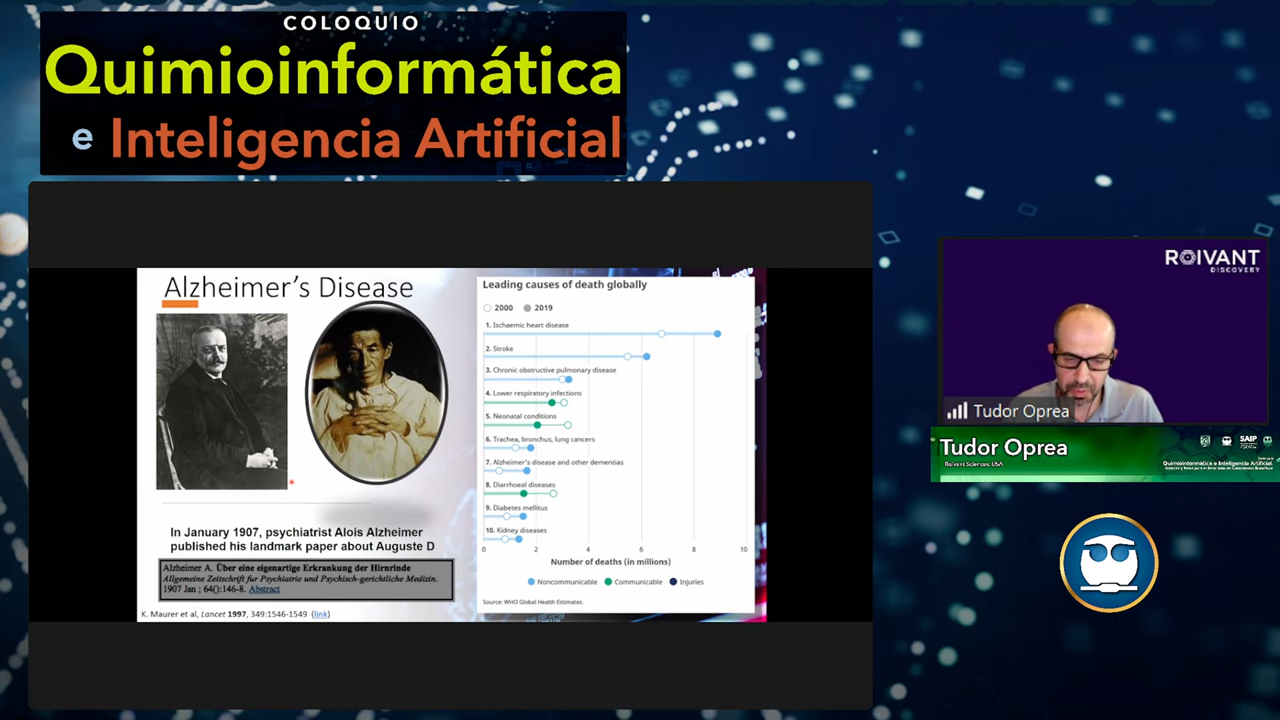 COLOQUIO
Quimioinformática
e Inteligencia Artificial
Alzheimer's Disease
In January 1907, psychiatrist Alois Alzheimer
published his landmark paper about Auguste D
Alzheimer A. Über eine eigenartige Erkrankung der Hirnrinde
Allgemeine Zeitschrift fur Psychiatrie und Psychisch-gerichtliche Medizin.
1907 Jan ; 64():146-8. Abstract
K. Maurer et al, Lancet 1997, 349:1546-1549 (link)
Leading causes of death globally
2000 2019
1. Ischaemic heart disease
2. Stroke
3. Chronic obstructive pulmonary disease
4. Lower respiratory infections
5. Neonatal conditions
6. Trachea, bronchus, lung cancers
7. Alzheimer's disease and other dementias
8. Diarrhoeal diseases
9. Diabetes mellitus
10. Kidney diseases
0 2 4 6 8 10
Number of deaths (in millions)
Noncommunicable Communicable Injuries
Source: WHO Global Health Estimates.
ROIVANT
DISCOVERY
Tudor Oprea
Tudor Oprea
Roivant Sciences, USA
SAIP
Quimioinformática e Inteligencia Artificial